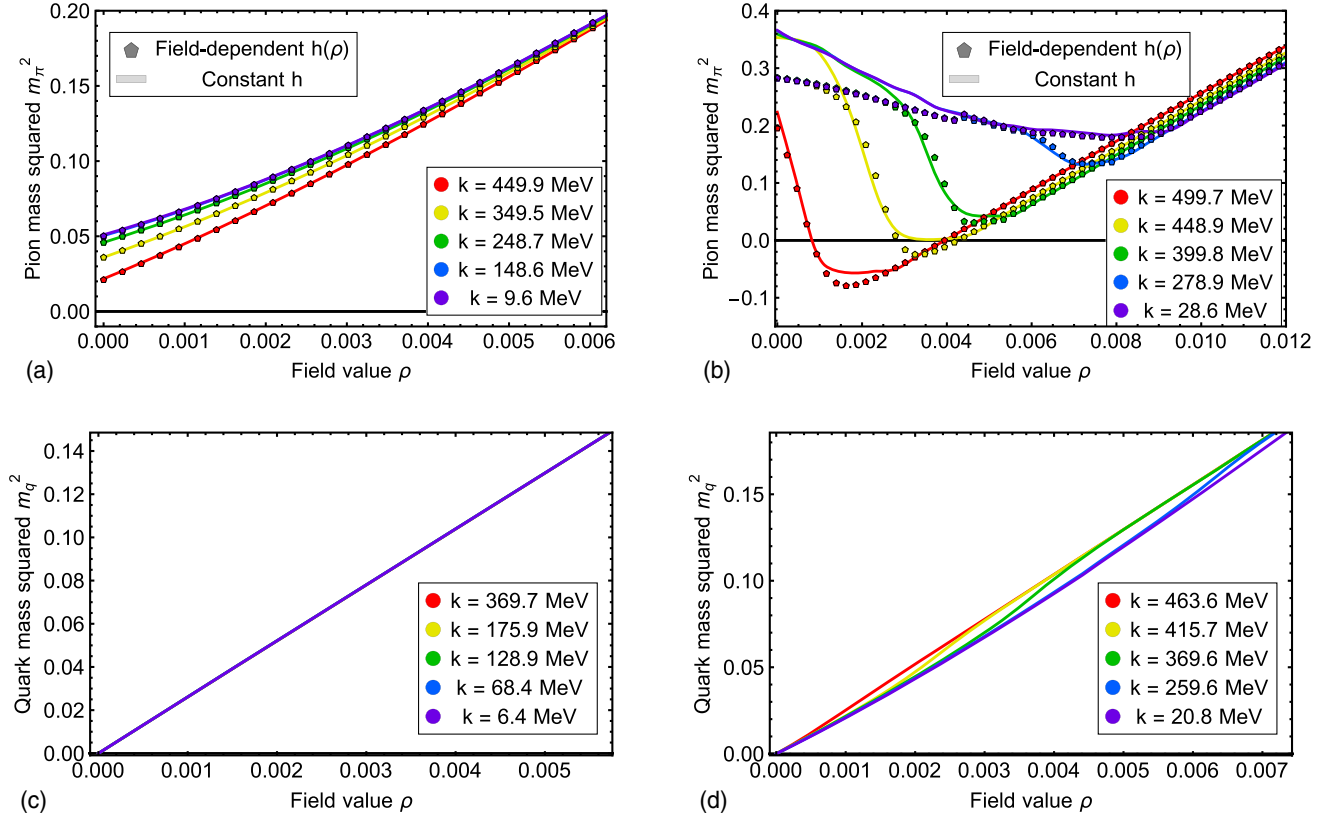 Pion mass squared mπ²
0.20
0.15
0.10
0.05
0.00
Field-dependent h(ρ)
Constant h
k = 449.9 MeV
k = 349.5 MeV
k = 248.7 MeV
k = 148.6 MeV
k = 9.6 MeV
0.000 0.001 0.002 0.003 0.004 0.005 0.006
(a)
Field value ρ
Pion mass squared mπ²
0.4
0.3
0.2
0.1
0.0
−0.1
Field-dependent h(ρ)
Constant h
k = 499.7 MeV
k = 448.9 MeV
k = 399.8 MeV
k = 278.9 MeV
k = 28.6 MeV
0.000 0.002 0.004 0.006 0.008 0.010 0.012
(b)
Field value ρ
Quark mass squared mq²
0.14
0.12
0.10
0.08
0.06
0.04
0.02
0.00
k = 369.7 MeV
k = 175.9 MeV
k = 128.9 MeV
k = 68.4 MeV
k = 6.4 MeV
0.000 0.001 0.002 0.003 0.004 0.005
(c)
Field value ρ
Quark mass squared mq²
0.15
0.10
0.05
0.00
k = 463.6 MeV
k = 415.7 MeV
k = 369.6 MeV
k = 259.6 MeV
k = 20.8 MeV
0.000 0.001 0.002 0.003 0.004 0.005 0.006 0.007
(d)
Field value ρ